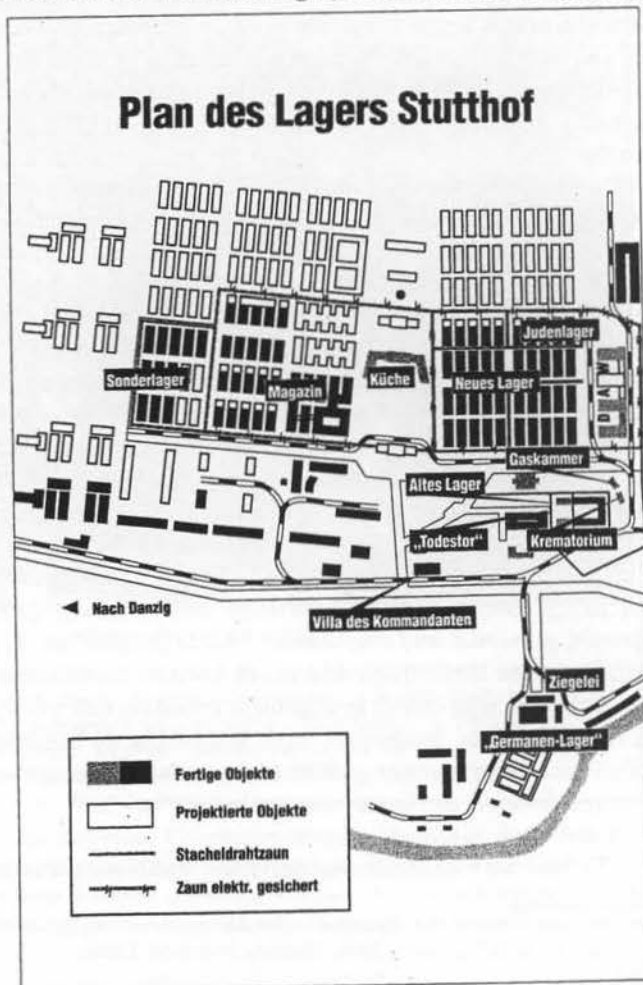 Plan des Lagers Stutthof
Judenlager
Sonderlager
Magazin
Küche
Neues Lager
DAW
Gaskammer
Altes Lager
„Todestor“
Krematorium
Nach Danzig
Villa des Kommandanten
Ziegelei
„Germanen-Lager“
Fertige Objekte
Projektierte Objekte
Stacheldrahtzaun
Zaun elektr. gesichert